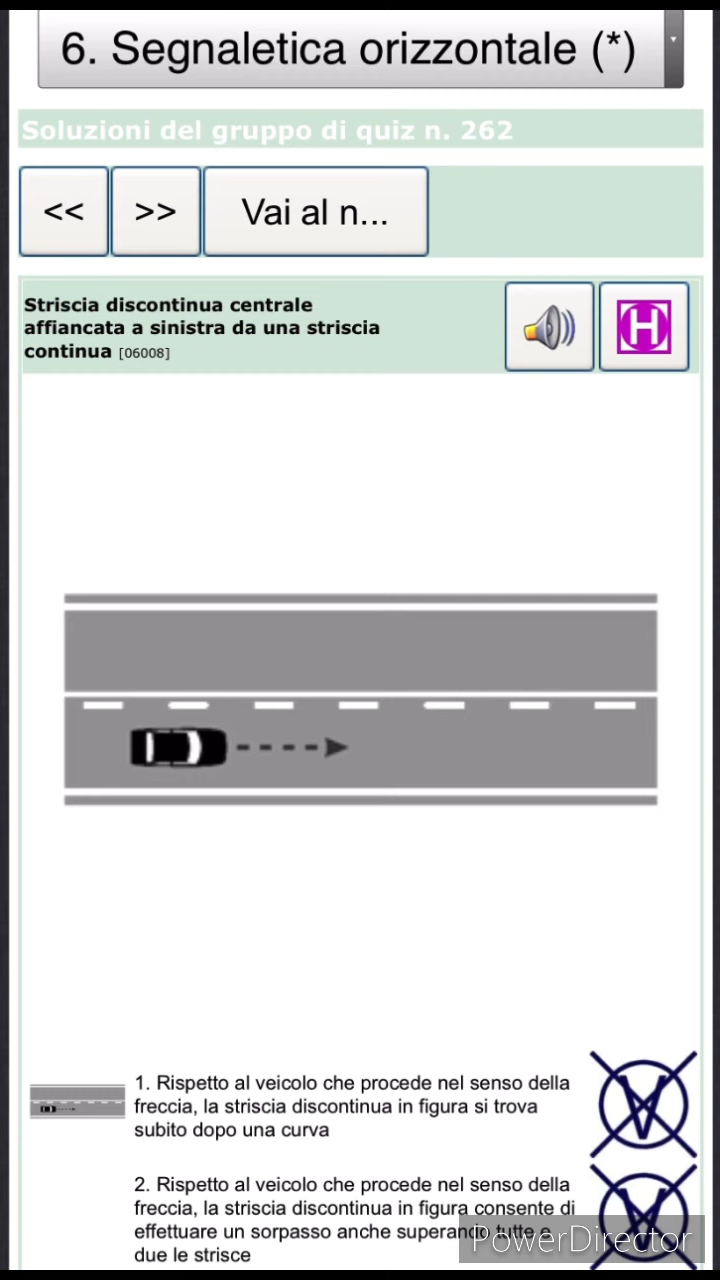 6. Segnaletica orizzontale (*)
Soluzioni del gruppo di quiz n. 262
<< >> Vai al n...
Striscia discontinua centrale
affiancata a sinistra da una striscia
continua [06008]
H
1. Rispetto al veicolo che procede nel senso della
freccia, la striscia discontinua in figura si trova
subito dopo una curva
V
2. Rispetto al veicolo che procede nel senso della
freccia, la striscia discontinua in figura consente di
effettuare un sorpasso anche superando tutte e
due le strisce
V
PowerDirector